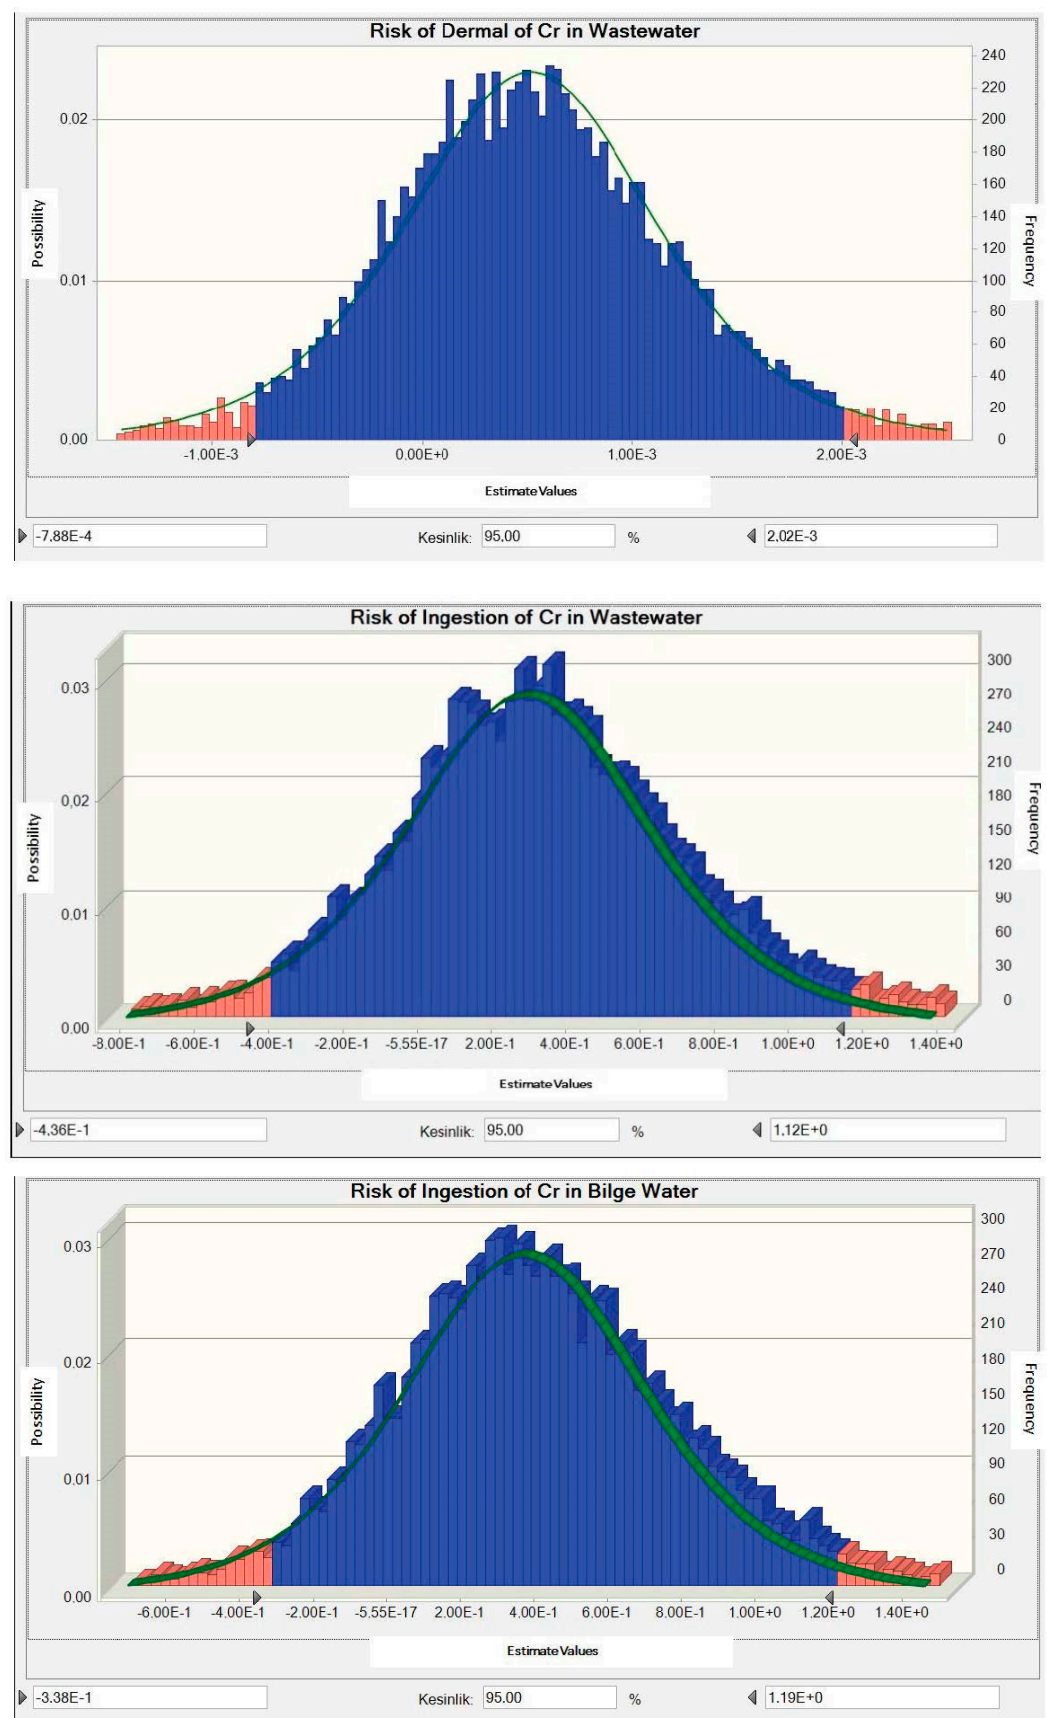 Risk of Dermal of Cr in Wastewater
240
220
0.02 200
180
160
140
120
0.01 100
80
60
40
20
0.00 0
Possibility
Frequency
-1.00E-3 0.00E+0 1.00E-3 2.00E-3
Estimate Values
-7.88E-4 Kesinlik: 95.00 % 2.02E-3
Risk of Ingestion of Cr in Wastewater
300
0.03 270
240
210
0.02 180
150
120
0.01 90
60
30
0.00 0
Possibility
Frequency
-8.00E-1 -6.00E-1 -4.00E-1 -2.00E-1 -5,55E-17 2.00E-1 4.00E-1 6.00E-1 8.00E-1 1.00E+0 1.20E+0 1.40E+0
Estimate Values
-4.36E-1 Kesinlik: 95.00 % 1.12E+0
Risk of Ingestion of Cr in Bilge Water
300
0.03 270
240
210
0.02 180
150
120
0.01 90
60
30
0.00 0
Possibility
Frequency
-6.00E-1 -4.00E-1 -2.00E-1 -5,55E-17 2.00E-1 4.00E-1 6.00E-1 8.00E-1 1.00E+0 1.20E+0 1.40E+0
Estimate Values
-3.38E-1 Kesinlik: 95.00 % 1.19E+0